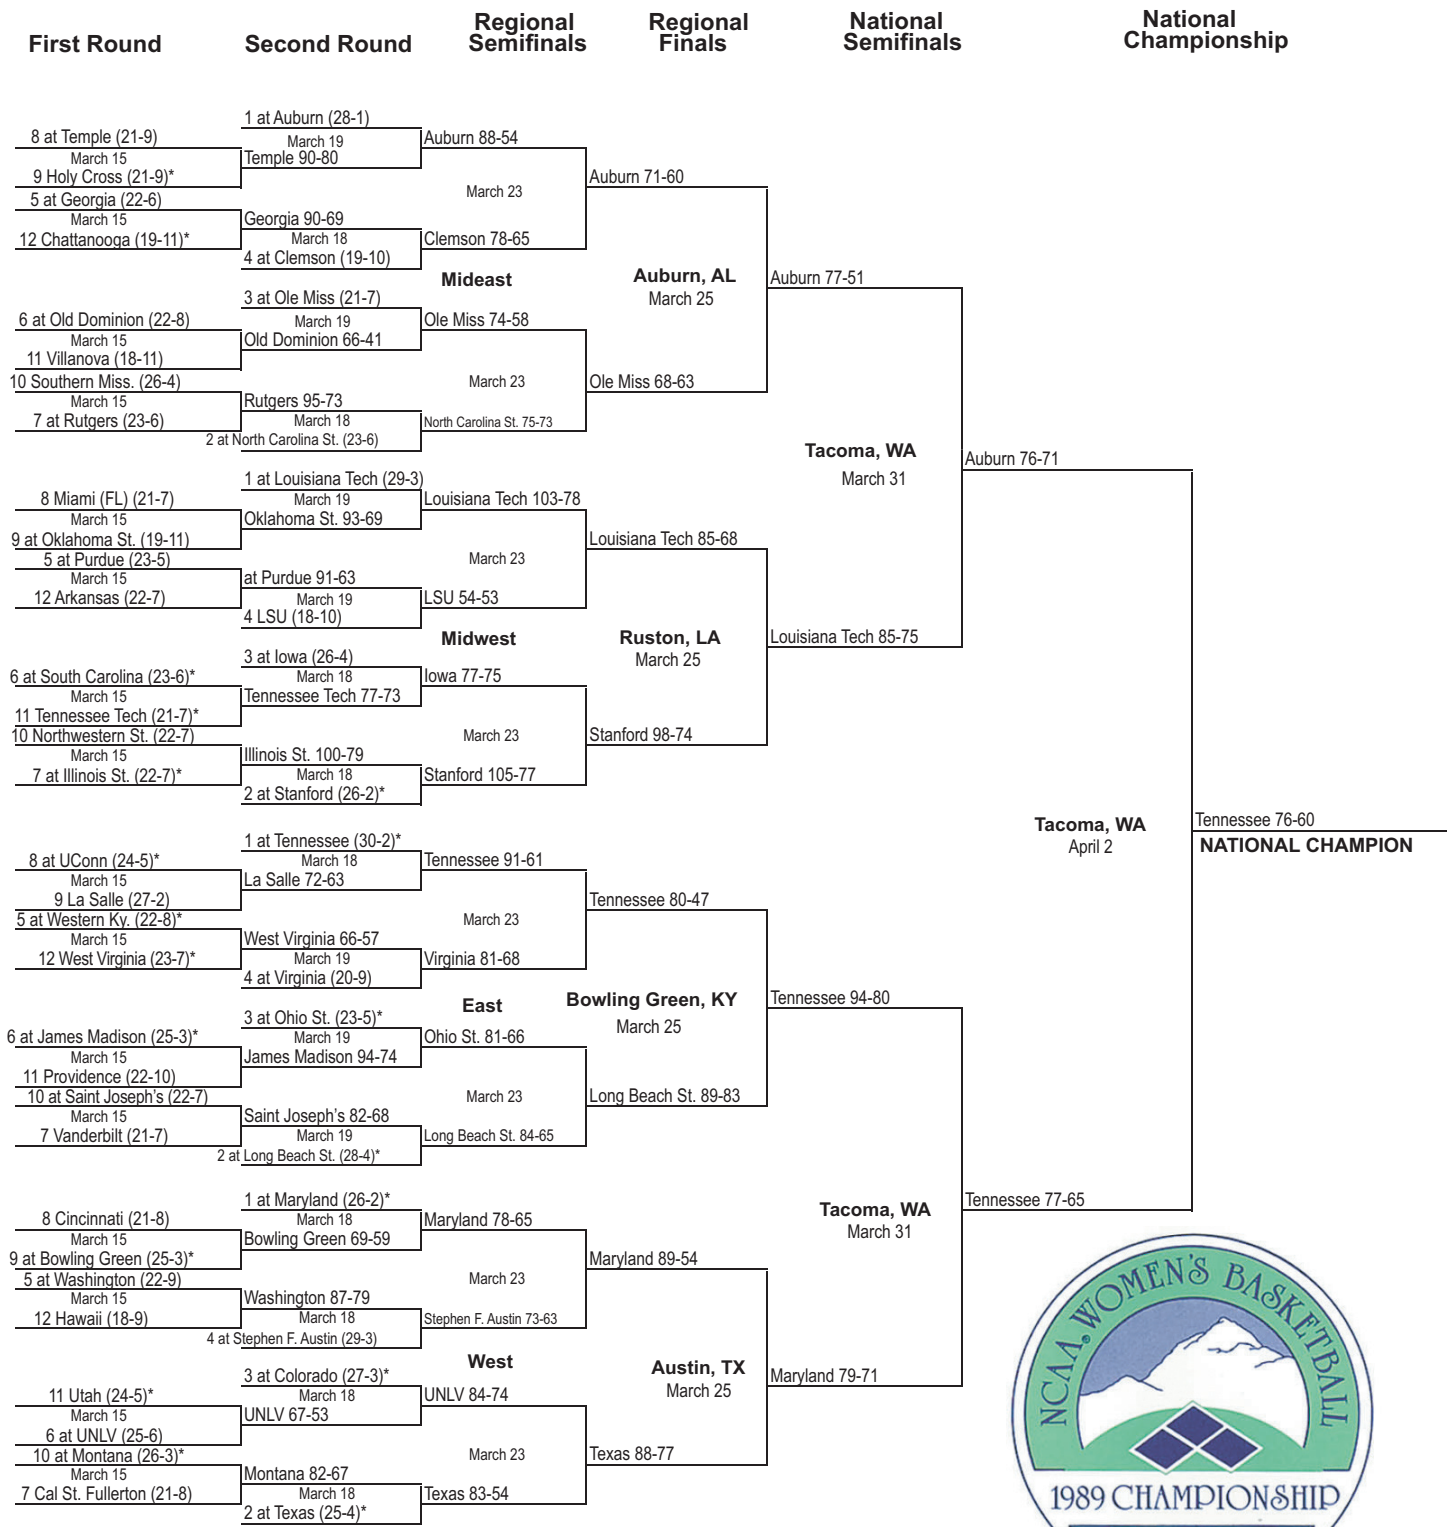 First Round
Second Round
Regional
Semifinals
Regional
Finals
National
Semifinals
National
Championship
8 at Temple (21-9)
March 15
9 Holy Cross (21-9)*
5 at Georgia (22-6)
March 15
12 Chattanooga (19-11)*
6 at Old Dominion (22-8)
March 15
11 Villanova (18-11)
10 Southern Miss. (26-4)
March 15
7 at Rutgers (23-6)
1 at Auburn (28-1)
March 19
Temple 90-80
Georgia 90-69
March 18
4 at Clemson (19-10)
3 at Ole Miss (21-7)
March 19
Old Dominion 66-41
Rutgers 95-73
March 18
2 at North Carolina St. (23-6)
Auburn 88-54
March 23
Clemson 78-65
Mideast
Ole Miss 74-58
March 23
North Carolina St. 75-73
Auburn 71-60
Auburn, AL
March 25
Ole Miss 68-63
Auburn 77-51
8 Miami (FL) (21-7)
March 15
9 at Oklahoma St. (19-11)
5 at Purdue (23-5)
March 15
12 Arkansas (22-7)
6 at South Carolina (23-6)*
March 15
11 Tennessee Tech (21-7)*
10 Northwestern St. (22-7)
March 15
7 at Illinois St. (22-7)*
1 at Louisiana Tech (29-3)
March 19
Oklahoma St. 93-69
at Purdue 91-63
March 19
4 LSU (18-10)
3 at Iowa (26-4)
March 18
Tennessee Tech 77-73
Illinois St. 100-79
March 18
2 at Stanford (26-2)*
Louisiana Tech 103-78
March 23
LSU 54-53
Midwest
Iowa 77-75
March 23
Stanford 105-77
Louisiana Tech 85-68
Ruston, LA
March 25
Stanford 98-74
Louisiana Tech 85-75
Tacoma, WA
March 31
Auburn 76-71
8 at UConn (24-5)*
March 15
9 La Salle (27-2)
5 at Western Ky. (22-8)*
March 15
12 West Virginia (23-7)*
6 at James Madison (25-3)*
March 15
11 Providence (22-10)
10 at Saint Joseph's (22-7)
March 15
7 Vanderbilt (21-7)
1 at Tennessee (30-2)*
March 18
La Salle 72-63
West Virginia 66-57
March 19
4 at Virginia (20-9)
3 at Ohio St. (23-5)*
March 19
James Madison 94-74
Saint Joseph's 82-68
March 19
2 at Long Beach St. (28-4)*
Tennessee 91-61
March 23
Virginia 81-68
East
Ohio St. 81-66
March 23
Long Beach St. 84-65
Tennessee 80-47
Bowling Green, KY
March 25
Long Beach St. 89-83
Tennessee 94-80
8 Cincinnati (21-8)
March 15
9 at Bowling Green (25-3)*
5 at Washington (22-9)
March 15
12 Hawaii (18-9)
11 Utah (24-5)*
March 15
6 at UNLV (25-6)
10 at Montana (26-3)*
March 15
7 Cal St. Fullerton (21-8)
1 at Maryland (26-2)*
March 18
Bowling Green 69-59
Washington 87-79
March 18
4 at Stephen F. Austin (29-3)
3 at Colorado (27-3)*
March 18
UNLV 67-53
Montana 82-67
March 18
2 at Texas (25-4)*
Maryland 78-65
March 23
Stephen F. Austin 73-63
West
UNLV 84-74
March 23
Texas 83-54
Maryland 89-54
Austin, TX
March 25
Texas 88-77
Maryland 79-71
Tacoma, WA
March 31
Tennessee 77-65
Tacoma, WA
April 2
Tennessee 76-60
NATIONAL CHAMPION
NCAA WOMEN'S BASKETBALL
1989 CHAMPIONSHIP